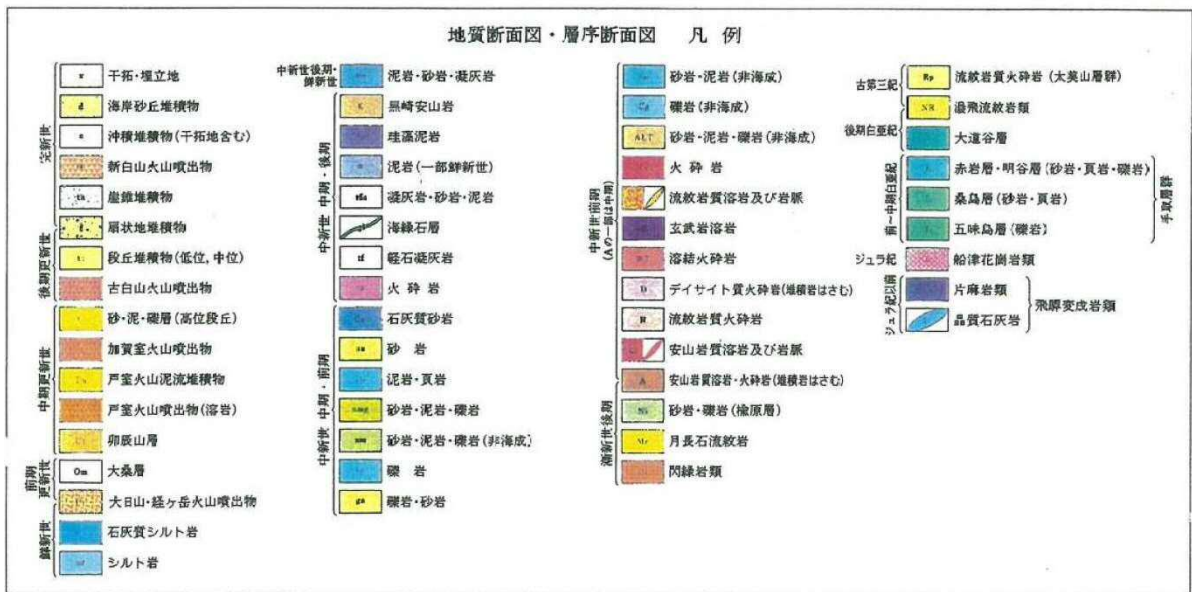 地質断面図・層序断面図 凡例
完新世
r 干拓・埋立地
d 海岸砂丘堆積物
a 沖積堆積物(干拓地含む)
新白山火山噴出物
崖錐堆積物
f 扇状地堆積物
後期更新世
段丘堆積物(低位,中位)
古白山火山噴出物
中期更新世
砂・泥・礫層(高位段丘)
加賀室火山噴出物
戸室火山泥流堆積物
戸室火山噴出物(溶岩)
卯辰山層
前期更新世
Om 大桑層
大日山・経ヶ岳火山噴出物
鮮新世
石灰質シルト岩
シルト岩
中新世後期・鮮新世
泥岩・砂岩・凝灰岩
中新世 中期・後期
K 黒崎安山岩
珪藻泥岩
泥岩(一部鮮新世)
凝灰岩・砂岩・泥岩
海緑石層
tf 軽石凝灰岩
火砕岩
中新世 中期・前期
石灰質砂岩
砂岩
泥岩・頁岩
smg 砂岩・泥岩・礫岩
砂岩・泥岩・礫岩(非海成)
礫岩
gs 礫岩・砂岩
中新世前期(Aの一部は中期)
砂岩・泥岩(非海成)
Cg 礫岩(非海成)
ALT 砂岩・泥岩・礫岩(非海成)
火砕岩
流紋岩質溶岩及び岩脈
玄武岩溶岩
WT 溶結火砕岩
D デイサイト質火砕岩(堆積岩はさむ)
R 流紋岩質火砕岩
安山岩質溶岩及び岩脈
A 安山岩質溶岩・火砕岩(堆積岩はさむ)
漸新世後期
Ni 砂岩・礫岩(楡原層)
Mr 月長石流紋岩
閃緑岩類
古第三紀
Rp 流紋岩質火砕岩(太美山層群)
NR 濃飛流紋岩類
後期白亜紀
大道谷層
前~中期白亜紀
赤岩層・明谷層(砂岩・頁岩・礫岩)
桑島層(砂岩・頁岩)
五味島層(礫岩)
手取層群
ジュラ紀
船津花崗岩類
ジュラ紀以前
片麻岩類
晶質石灰岩
飛騨変成岩類